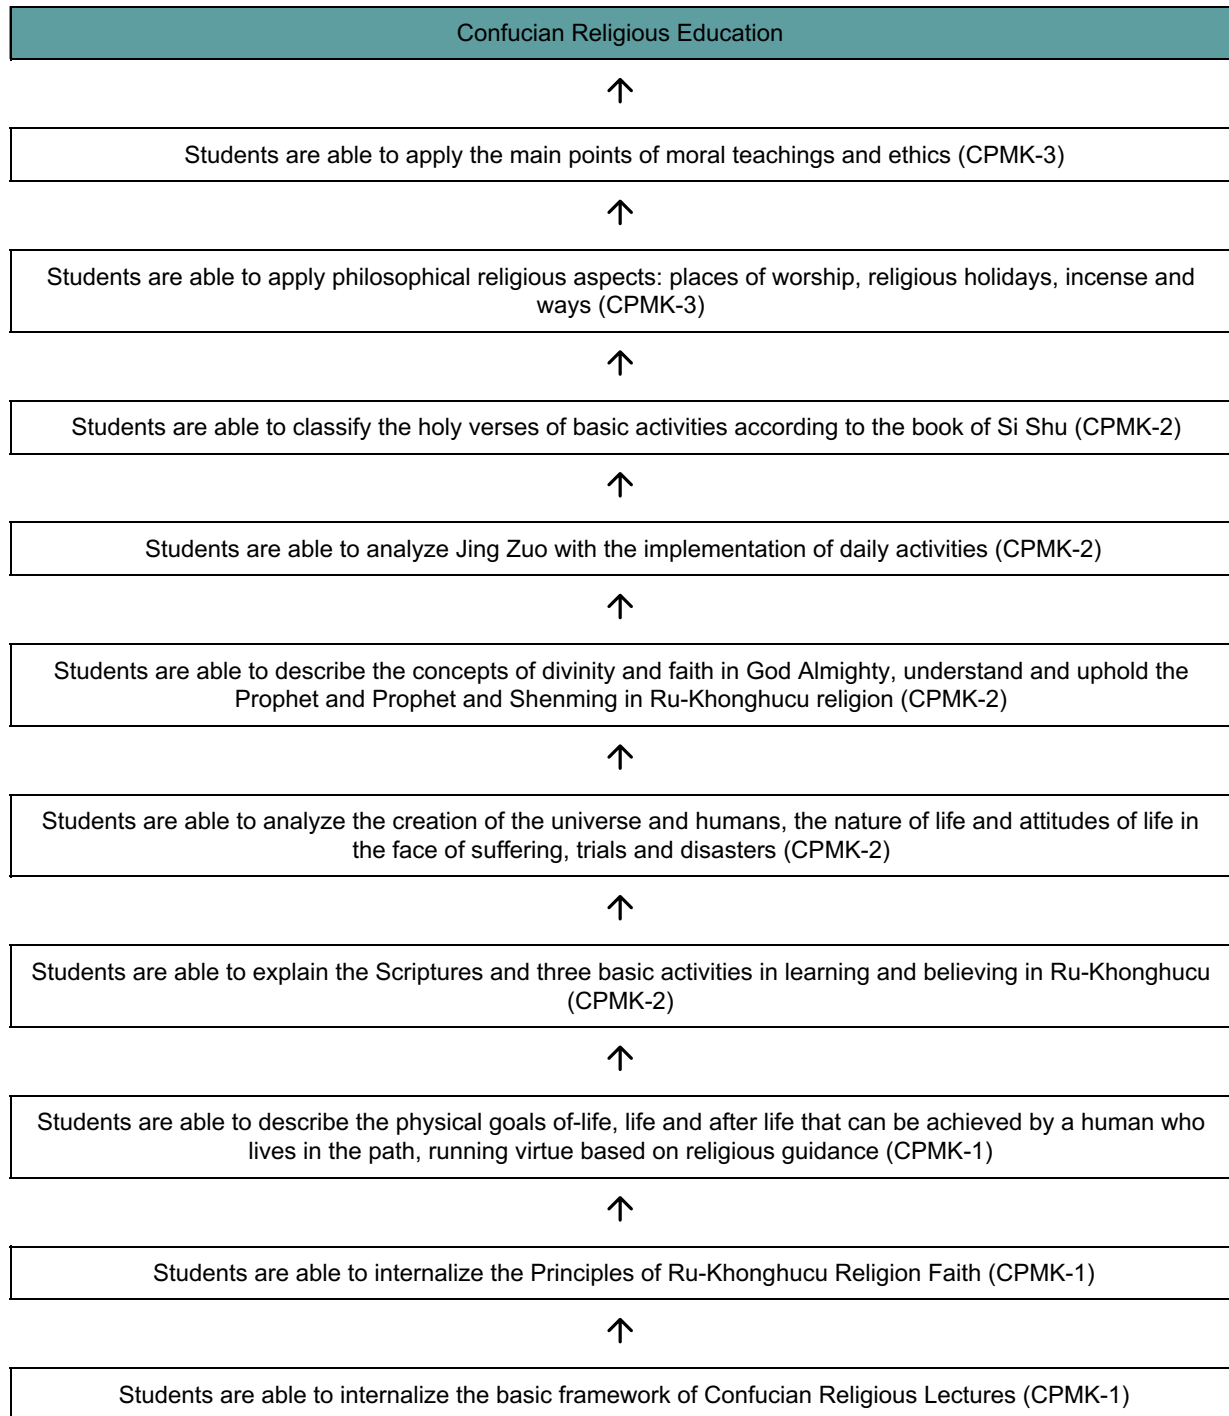 Confucian Religious Education
↑
Students are able to apply the main points of moral teachings and ethics (CPMK-3)
↑
Students are able to apply philosophical religious aspects: places of worship, religious holidays, incense and
ways (CPMK-3)
↑
Students are able to classify the holy verses of basic activities according to the book of Si Shu (CPMK-2)
↑
Students are able to analyze Jing Zuo with the implementation of daily activities (CPMK-2)
↑
Students are able to describe the concepts of divinity and faith in God Almighty, understand and uphold the
Prophet and Prophet and Shenming in Ru-Khonghucu religion (CPMK-2)
↑
Students are able to analyze the creation of the universe and humans, the nature of life and attitudes of life in
the face of suffering, trials and disasters (CPMK-2)
↑
Students are able to explain the Scriptures and three basic activities in learning and believing in Ru-Khonghucu
(CPMK-2)
↑
Students are able to describe the physical goals of-life, life and after life that can be achieved by a human who
lives in the path, running virtue based on religious guidance (CPMK-1)
↑
Students are able to internalize the Principles of Ru-Khonghucu Religion Faith (CPMK-1)
↑
Students are able to internalize the basic framework of Confucian Religious Lectures (CPMK-1)